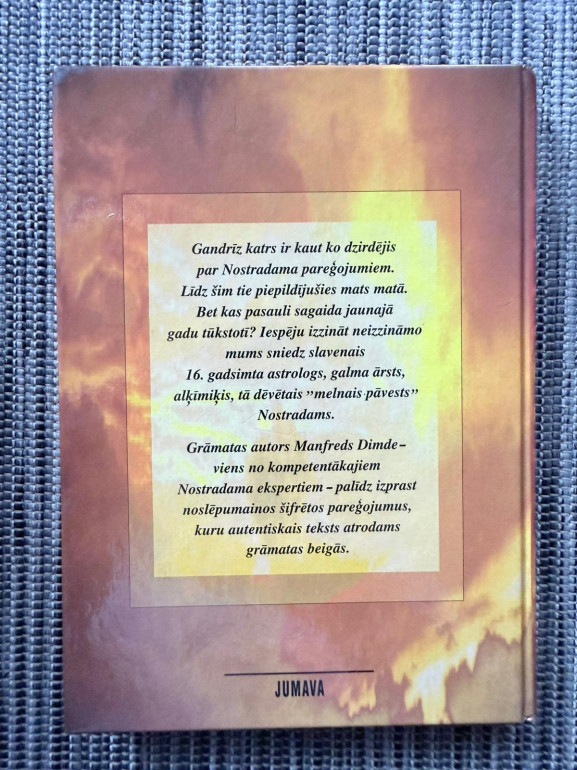 Gandrīz katrs ir kaut ko dzirdējis
par Nostradama pareģojumiem.
Līdz šim tie piepildījušies mats matā.
Bet kas pasauli sagaida jaunajā
gadu tūkstotī? Iespēju izzināt neizzināmo
mums sniedz slavenais
16. gadsimta astrologs, galma ārsts,
alķīmiķis, tā dēvētais ”melnais pāvests”
Nostradams.
Grāmatas autors Manfreds Dimde –
viens no kompetentākajiem
Nostradama ekspertiem – palīdz izprast
noslēpumainos šifrētos pareģojumus,
kuru autentiskais teksts atrodams
grāmatas beigās.
JUMAVA